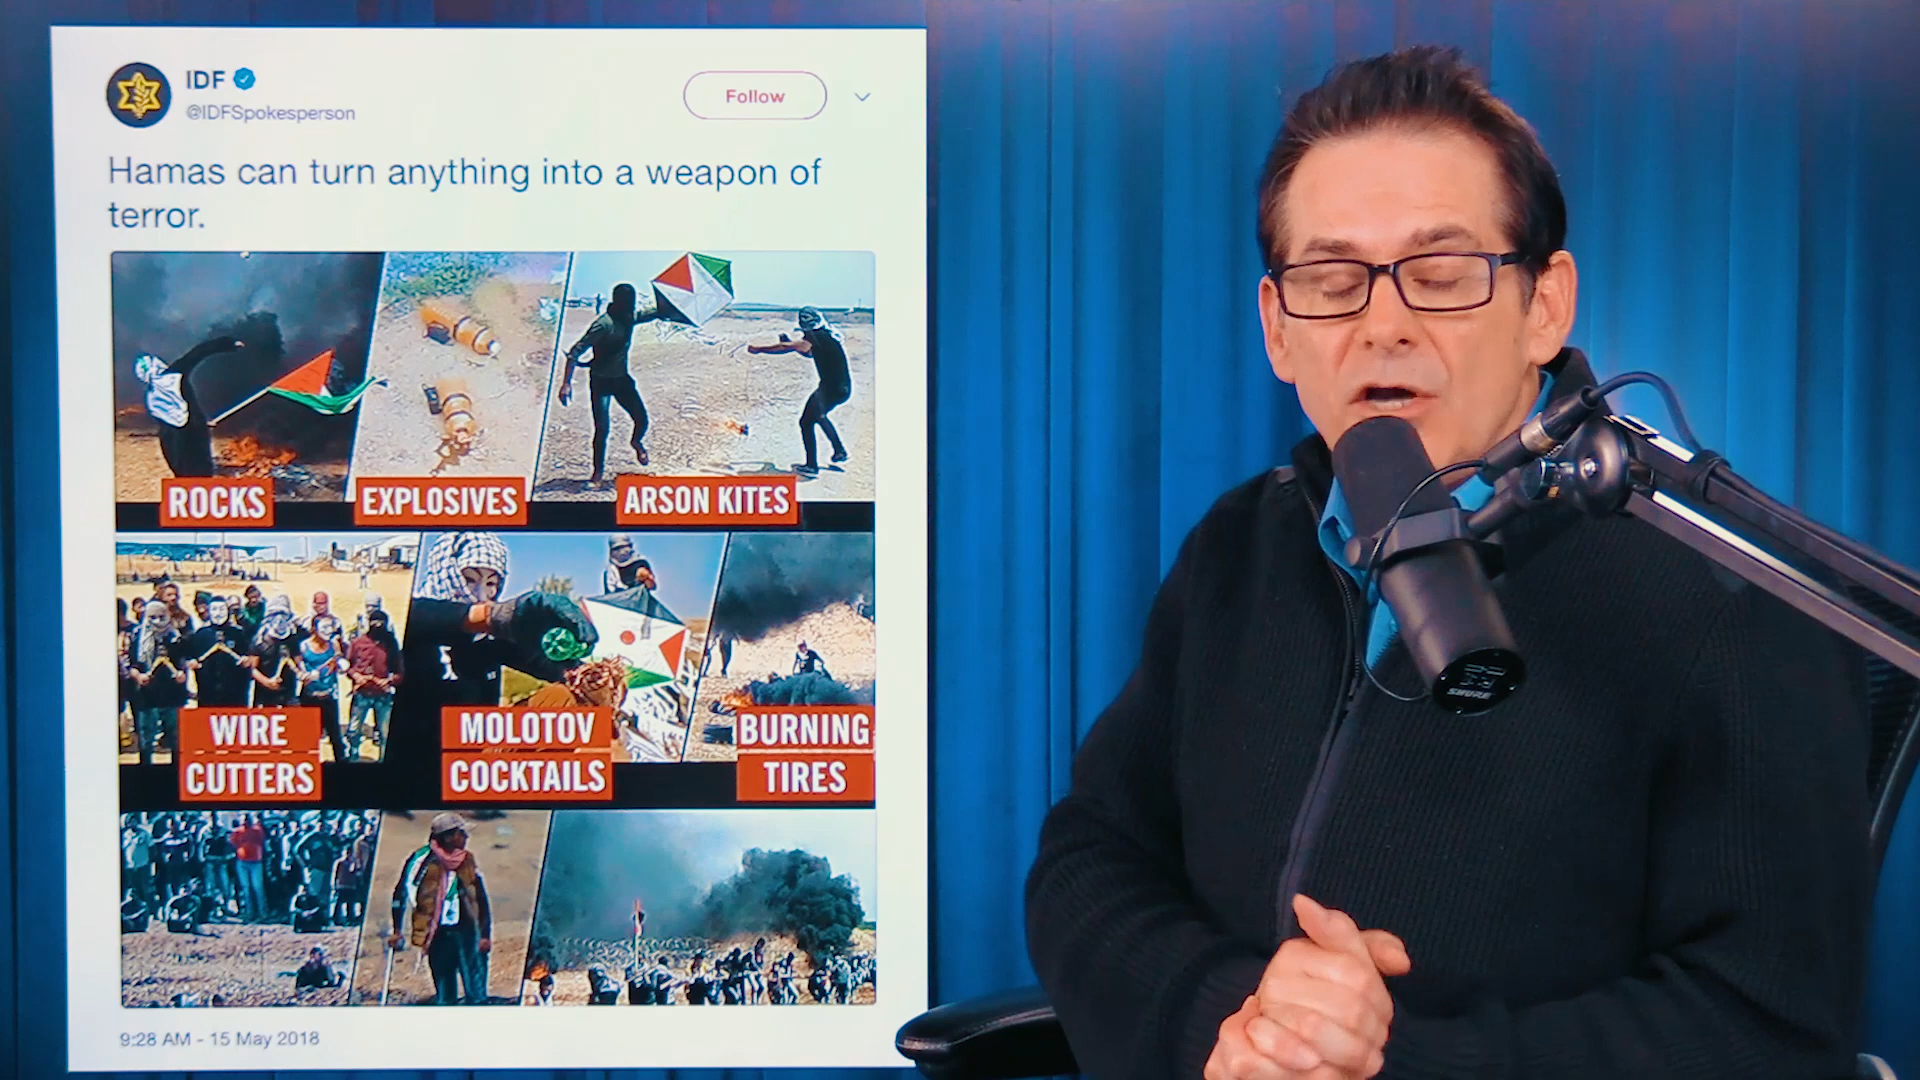 IDF
@IDFSpokesperson
Follow
Hamas can turn anything into a weapon of
terror.
ROCKS
EXPLOSIVES
ARSON KITES
WIRE
CUTTERS
MOLOTOV
COCKTAILS
BURNING
TIRES
9:28 AM - 15 May 2018
SHURE